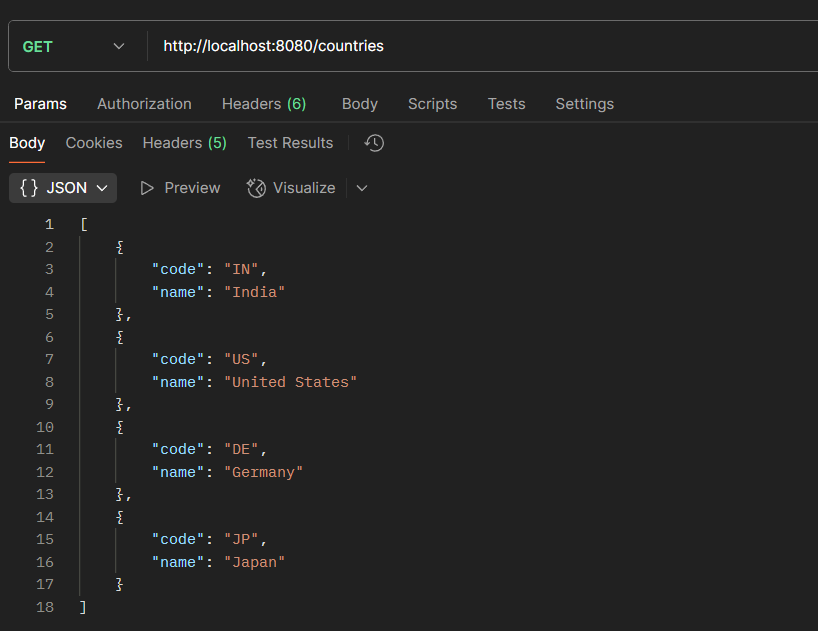 GET http://localhost:8080/countries
Params Authorization Headers (6) Body Scripts Tests Settings
Body Cookies Headers (5) Test Results
{} JSON Preview Visualize
1 [
2 {
3 "code": "IN",
4 "name": "India"
5 },
6 {
7 "code": "US",
8 "name": "United States"
9 },
10 {
11 "code": "DE",
12 "name": "Germany"
13 },
14 {
15 "code": "JP",
16 "name": "Japan"
17 }
18 ]